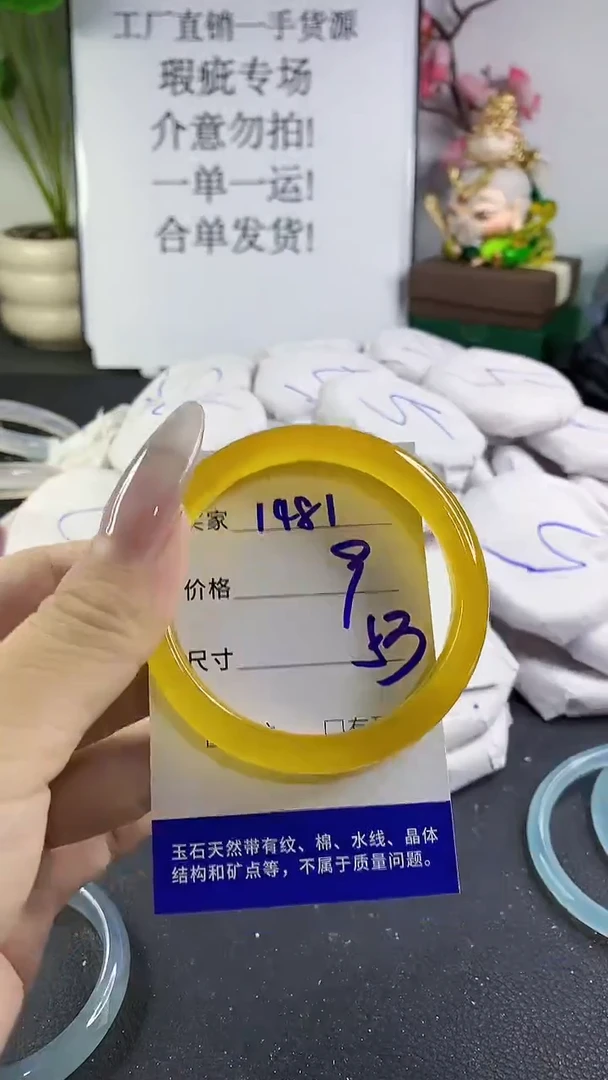 工厂直销一手货源
瑕疵专场
介意勿拍!
一单一运!
合单发货!
家 1481
价格 9
尺寸 53
玉石天然带有纹、棉、水线、晶体
结构和矿点等，不属于质量问题。